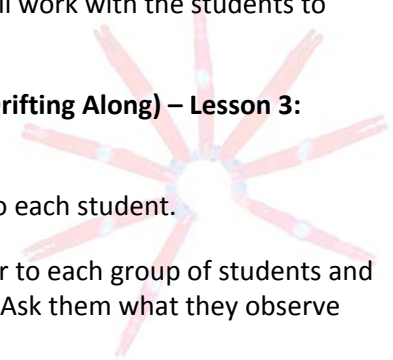 ll work with the students to
rifting Along) – Lesson 3:
o each student.
r to each group of students and
Ask them what they observe